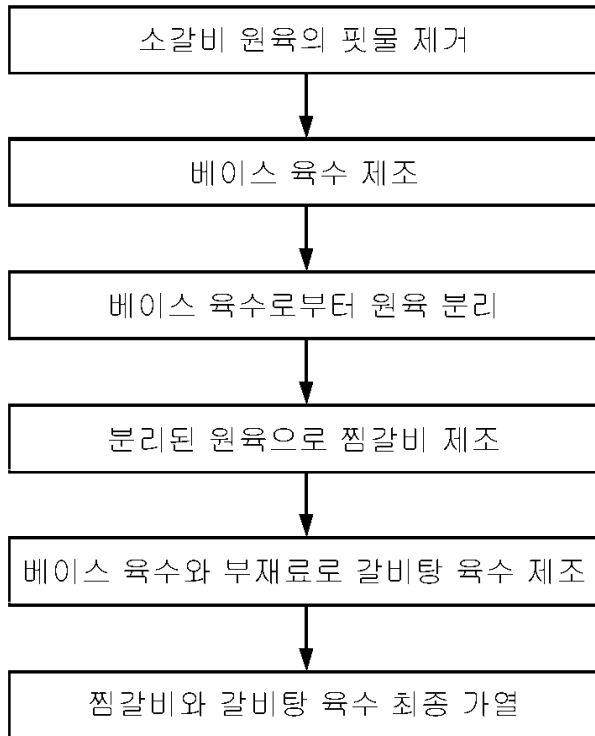 소갈비 원육의 핏물 제거
베이스 육수 제조
베이스 육수로부터 원육 분리
분리된 원육으로 찜갈비 제조
베이스 육수와 부재료로 갈비탕 육수 제조
찜갈비와 갈비탕 육수 최종 가열